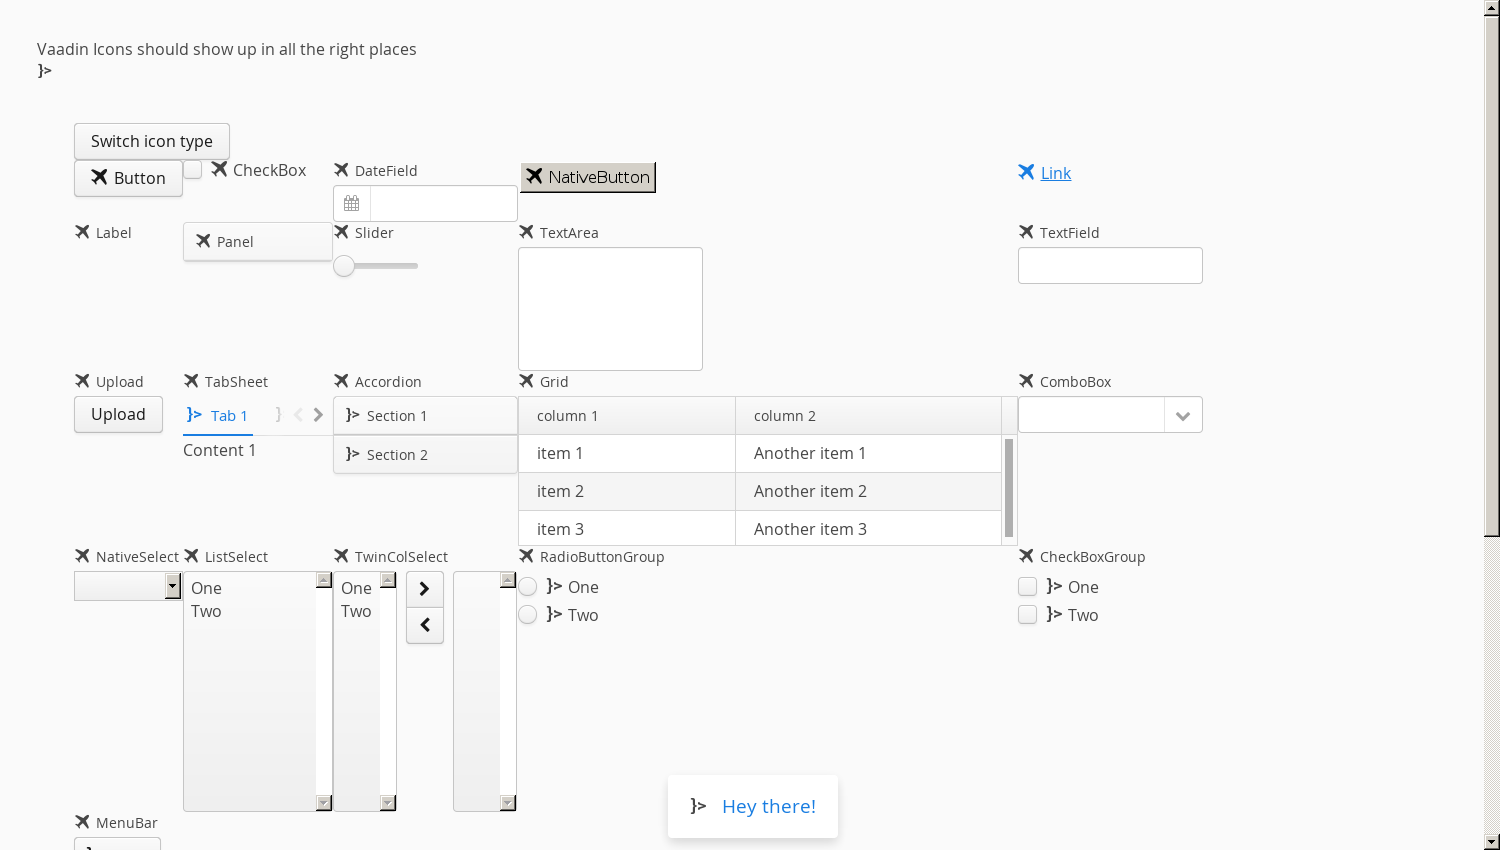 Vaadin Icons should show up in all the right places
Switch icon type
Button
CheckBox
DateField
NativeButton
Link
Label
Panel
Slider
TextArea
TextField
Upload
TabSheet
Accordion
Grid
ComboBox
Upload
Tab 1
Section 1
column 1 column 2
Content 1
Section 2
item 1 Another item 1
item 2 Another item 2
item 3 Another item 3
NativeSelect
ListSelect
TwinColSelect
RadioButtonGroup
CheckBoxGroup
One
Two
One
Two
One
Two
One
Two
Hey there!
MenuBar